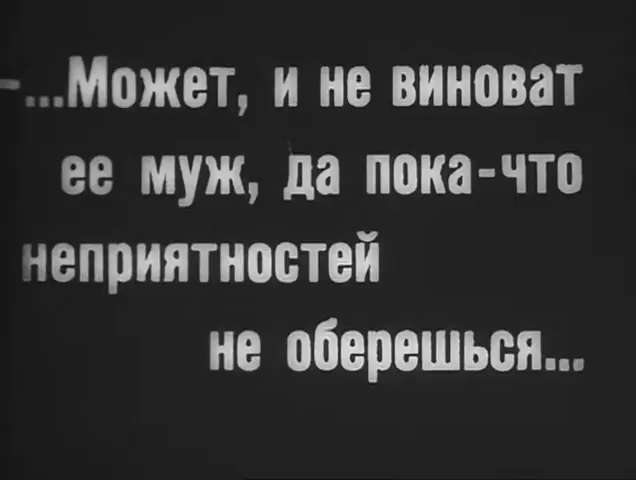 -...Может, и не виноват
ее муж, да пока-что
неприятностей
не оберешься...